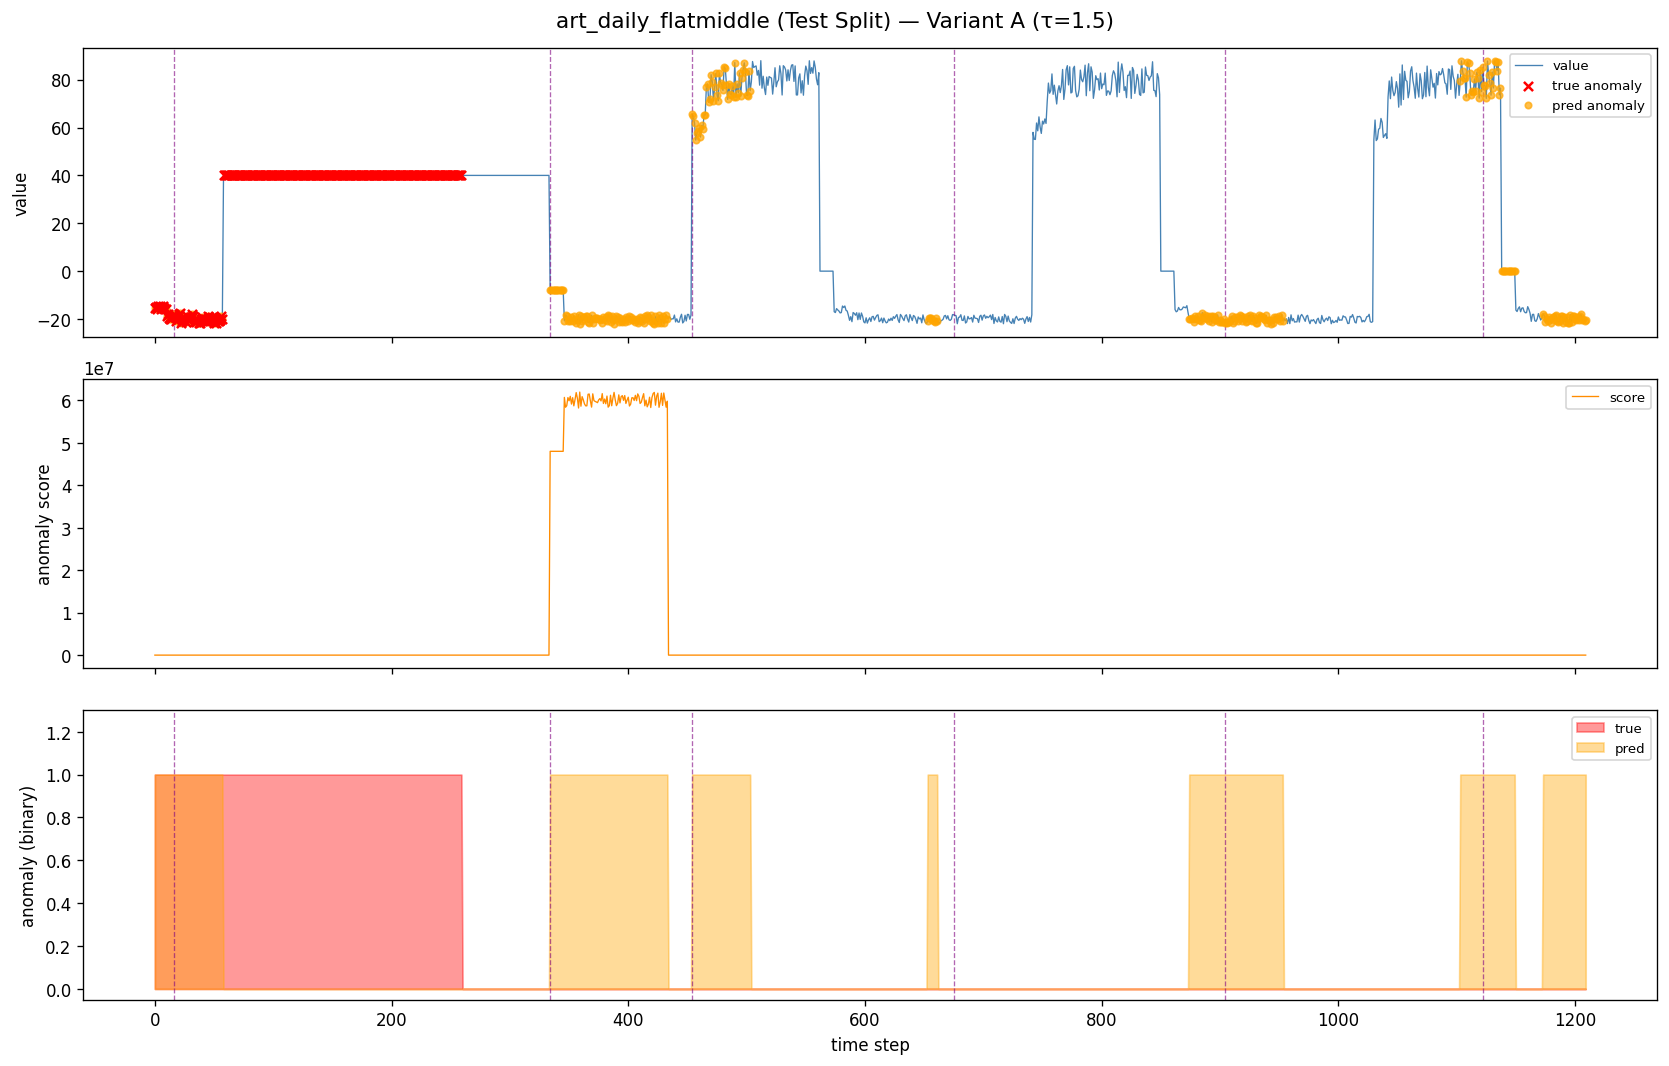 art_daily_flatmiddle (Test Split) — Variant A (τ=1.5)
value
true anomaly
pred anomaly
80
60
40
20
0
−20
value
1e7
score
6
5
4
3
2
1
0
anomaly score
true
pred
1.2
1.0
0.8
0.6
0.4
0.2
0.0
anomaly (binary)
0 200 400 600 800 1000 1200
time step